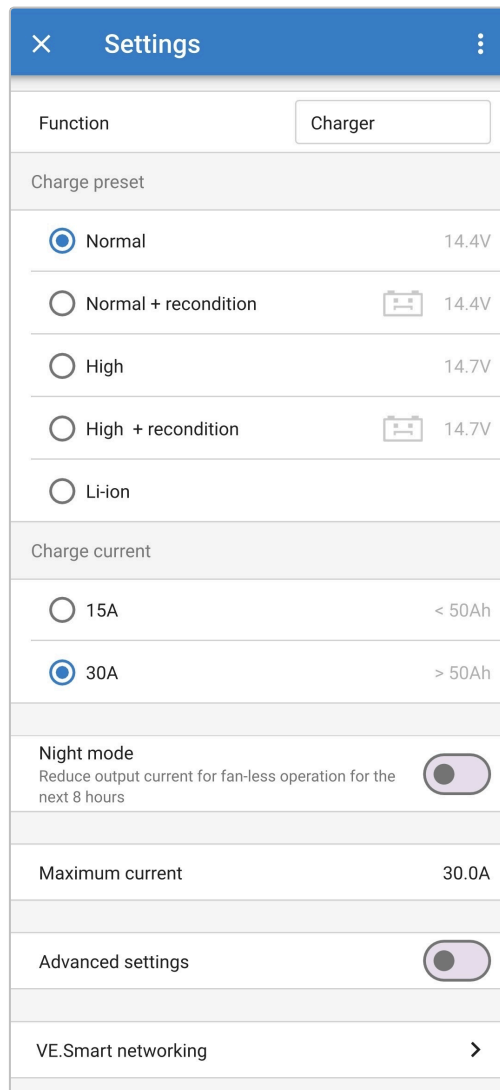 Settings
Function Charger
Charge preset
Normal 14.4V
Normal + recondition 14.4V
High 14.7V
High + recondition 14.7V
Li-ion
Charge current
15A < 50Ah
30A > 50Ah
Night mode
Reduce output current for fan-less operation for the
next 8 hours
Maximum current 30.0A
Advanced settings
VE.Smart networking